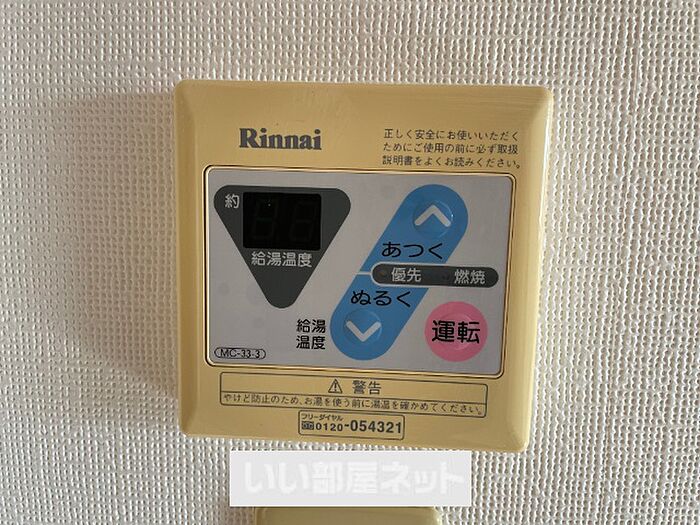 Rinnai
正しく安全にお使いいただく
ためにご使用の前に必ず取扱
説明書をよくお読みください。
約
給湯温度
あつく
優先 燃焼
ぬるく
給湯
温度
運転
MC-33-3
⚠ 警告
やけど防止のため、お湯を使う前に湯温を確かめてください。
フリーダイヤル
0120-054321
いい部屋ネット